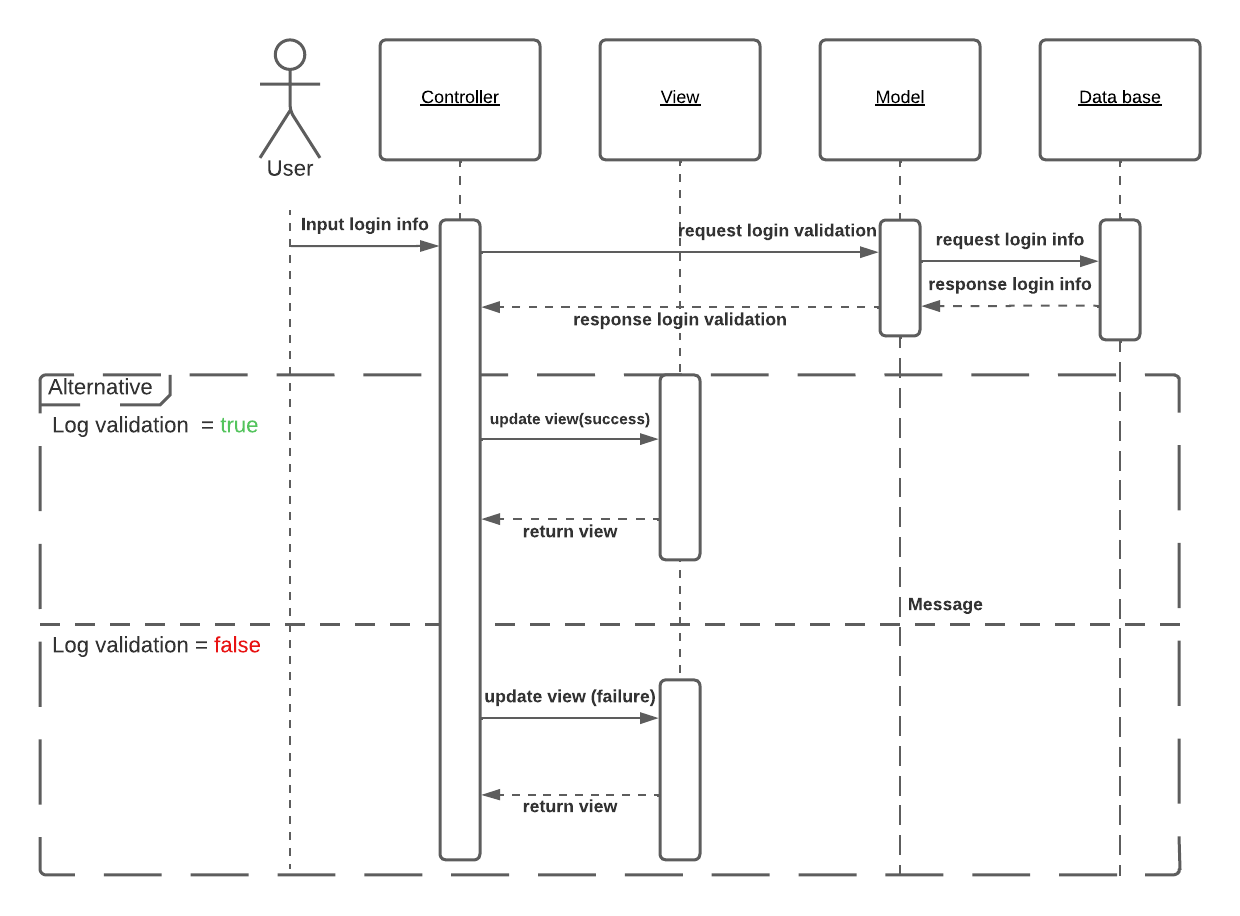 Controller
View
Model
Data base
User
Input login info
request login validation
request login info
response login info
response login validation
Alternative
Log validation = true
update view(success)
return view
Message
Log validation = false
update view (failure)
return view